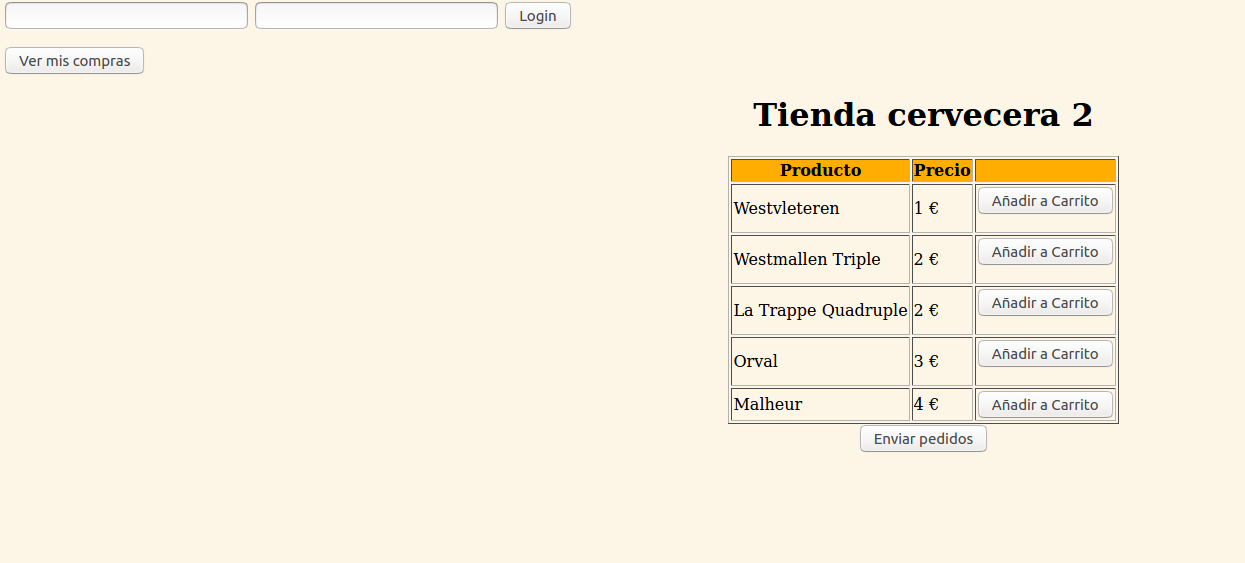 Login
Ver mis compras
Tienda cervecera 2
Producto Precio
Westvleteren 1 € Añadir a Carrito
Westmallen Triple 2 € Añadir a Carrito
La Trappe Quadruple 2 € Añadir a Carrito
Orval 3 € Añadir a Carrito
Malheur 4 € Añadir a Carrito
Enviar pedidos